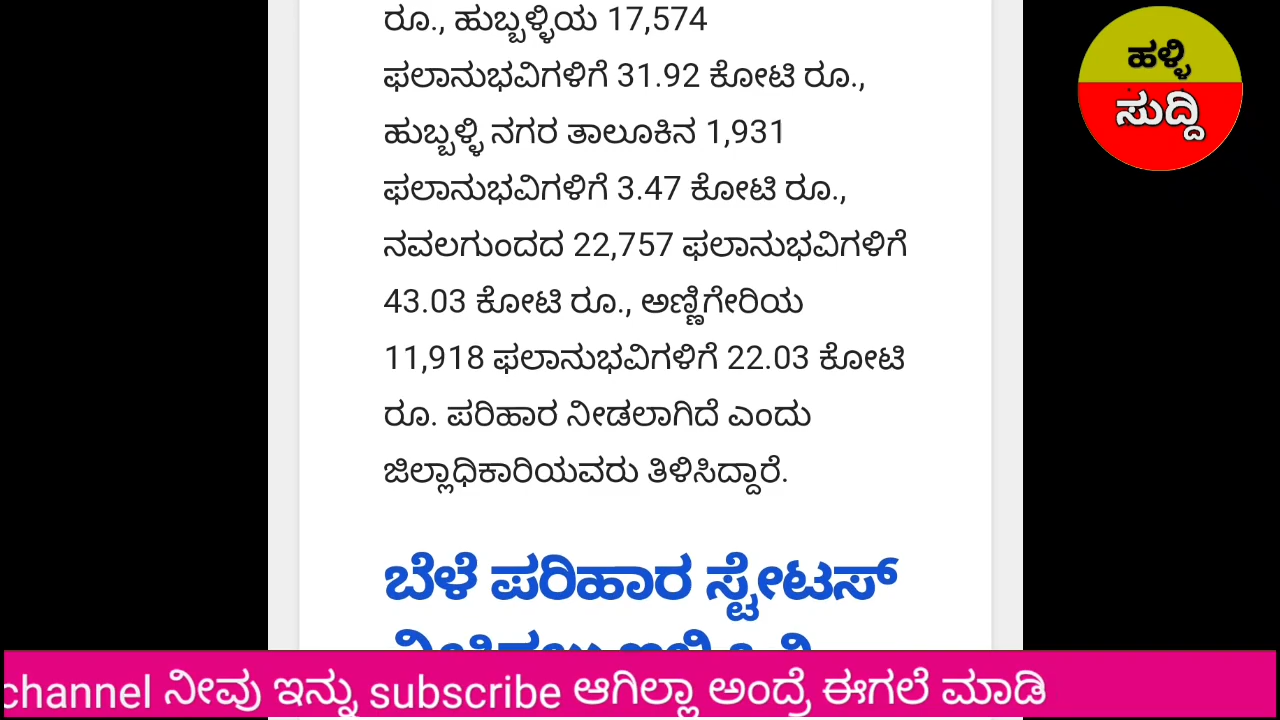 ರೂ., ಹುಬ್ಬಳ್ಳಿಯ 17,574
ಫಲಾನುಭವಿಗಳಿಗೆ 31.92 ಕೋಟಿ ರೂ.,
ಹುಬ್ಬಳ್ಳಿ ನಗರ ತಾಲೂಕಿನ 1,931
ಫಲಾನುಭವಿಗಳಿಗೆ 3.47 ಕೋಟಿ ರೂ.,
ನವಲಗುಂದದ 22,757 ಫಲಾನುಭವಿಗಳಿಗೆ
43.03 ಕೋಟಿ ರೂ., ಅಣ್ಣಿಗೇರಿಯ
11,918 ಫಲಾನುಭವಿಗಳಿಗೆ 22.03 ಕೋಟಿ
ರೂ. ಪರಿಹಾರ ನೀಡಲಾಗಿದೆ ಎಂದು
ಜಿಲ್ಲಾಧಿಕಾರಿಯವರು ತಿಳಿಸಿದ್ದಾರೆ.
ಬೆಳೆ ಪರಿಹಾರ ಸ್ಟೇಟಸ್
ಹಳ್ಳಿ
ಸುದ್ದಿ
channel ನೀವು ಇನ್ನು subscribe ಆಗಿಲ್ಲಾ ಅಂದ್ರೆ ಈಗಲೆ ಮಾಡಿ